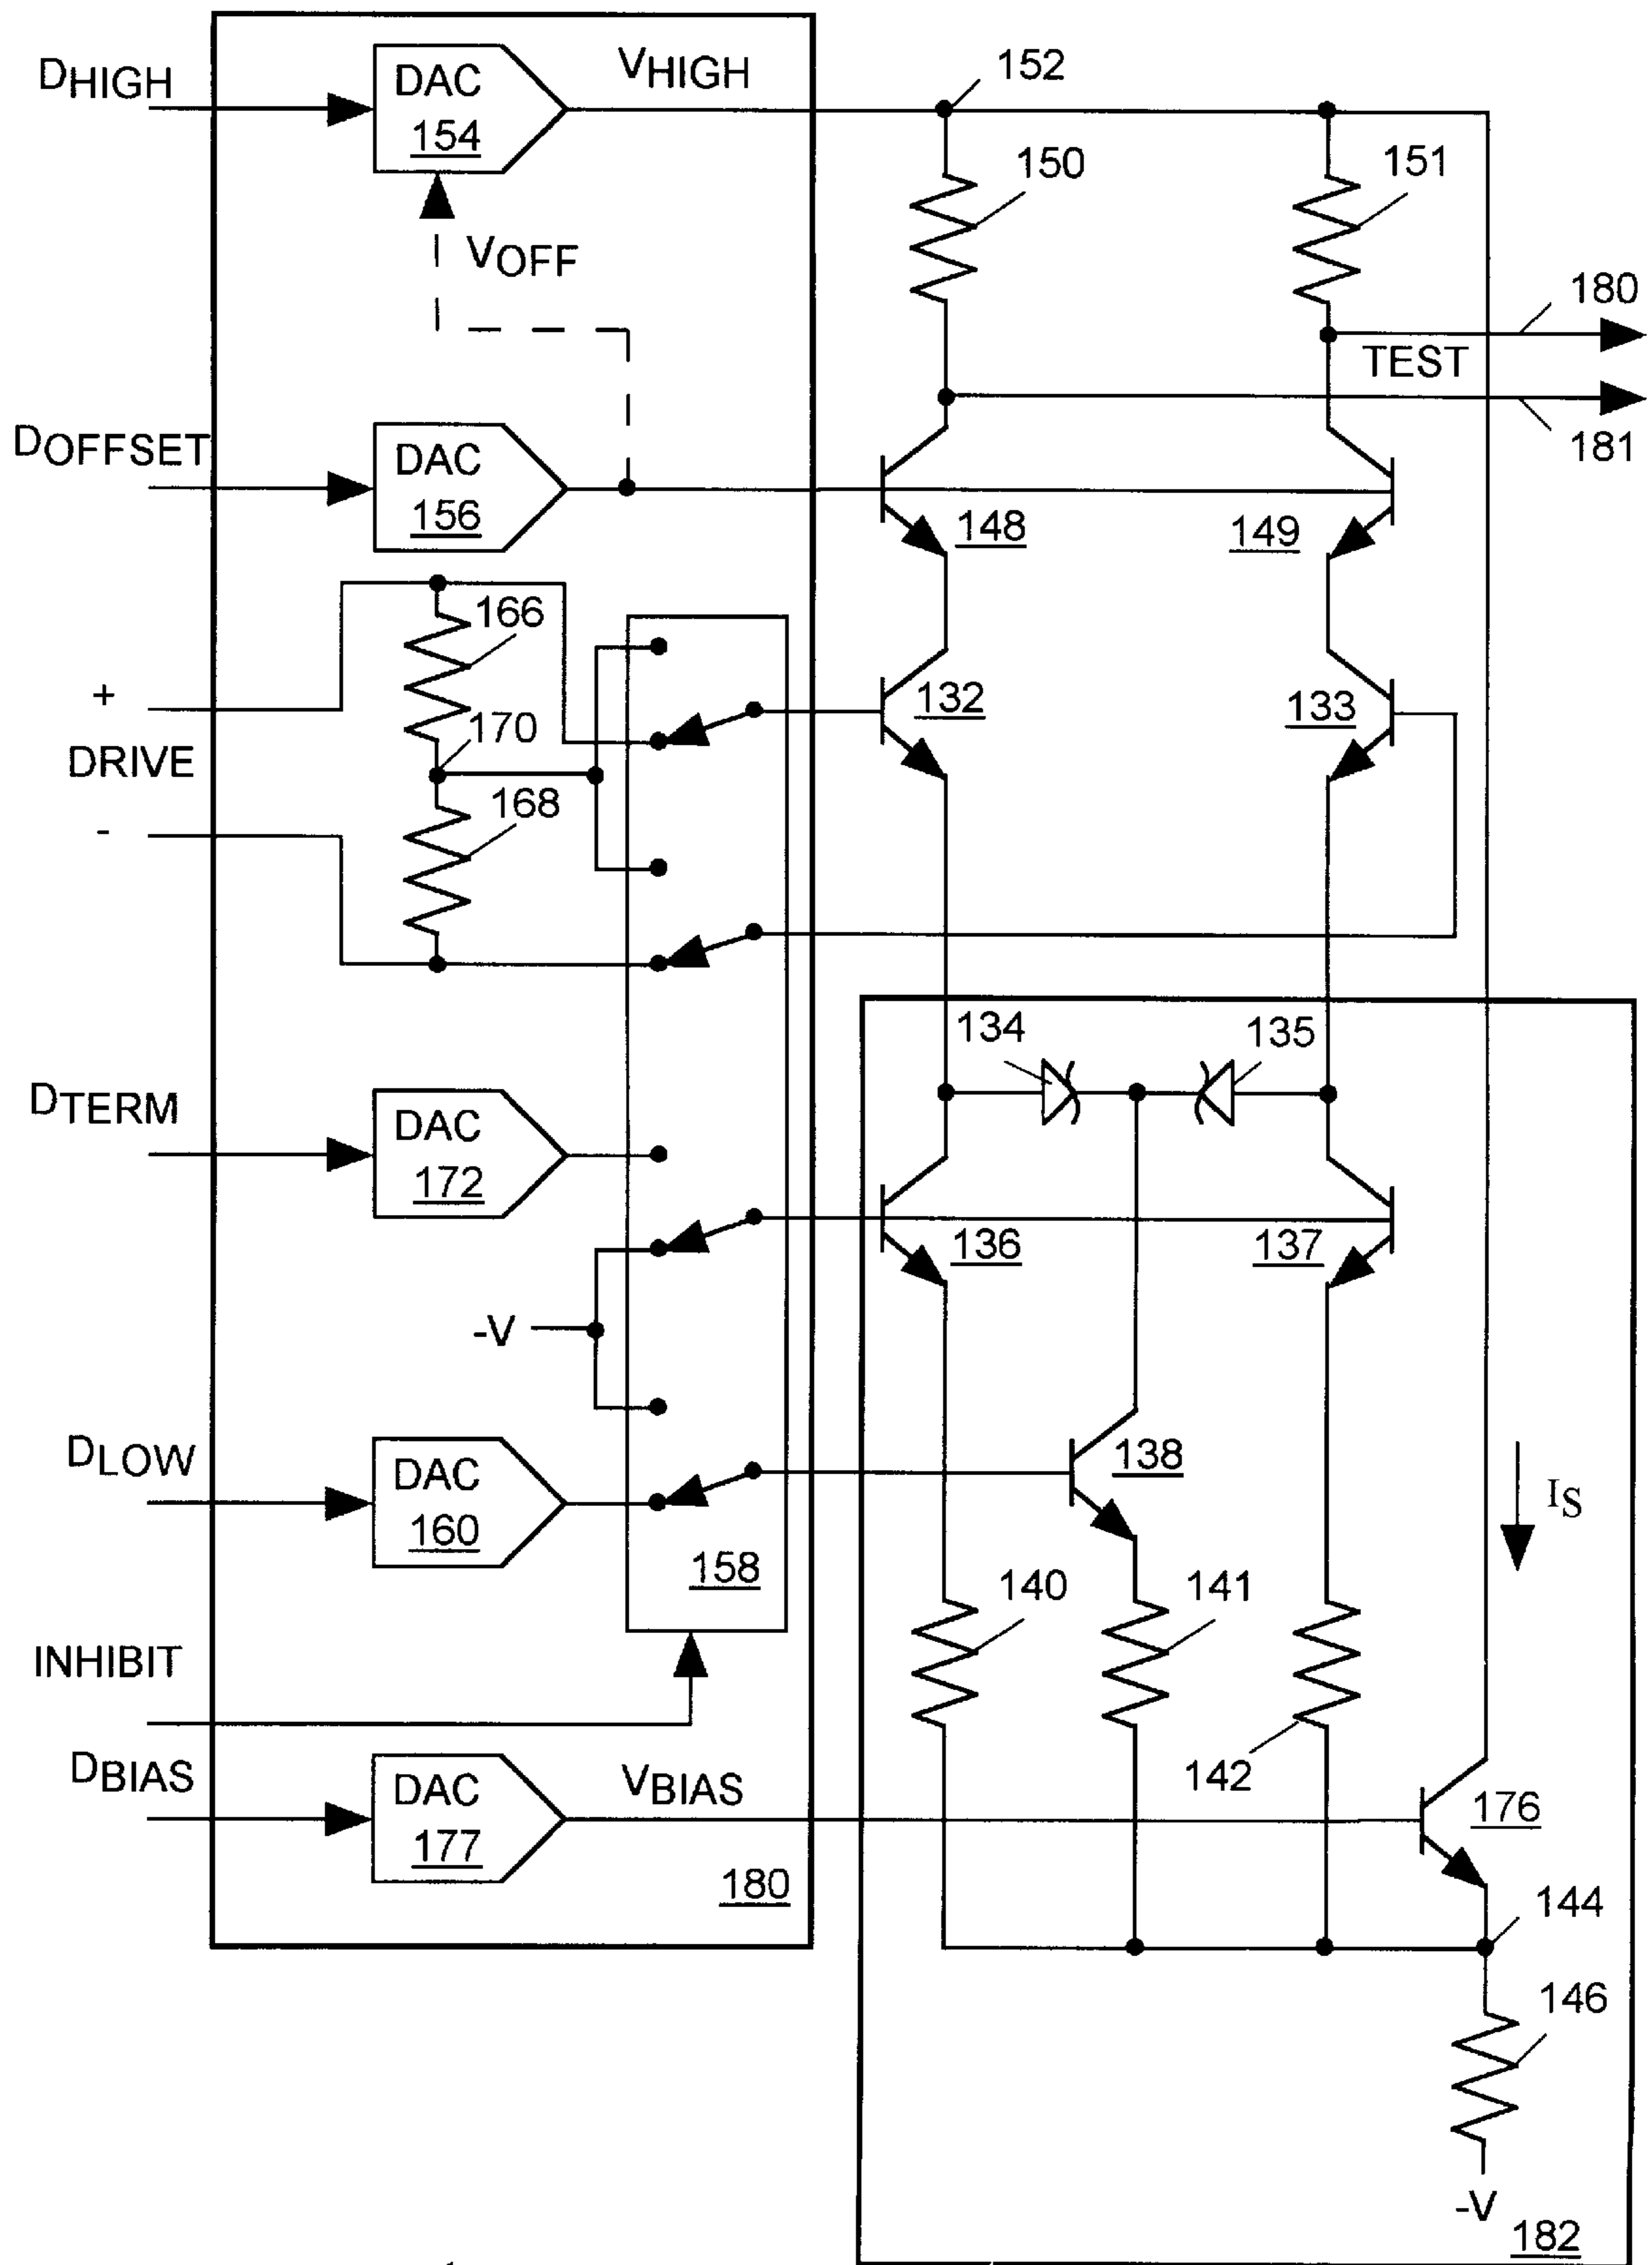 DHIGH
DAC
154
VHIGH
152
150
151
VOFF
180
TEST
181
DOFFSET
DAC
156
148
149
166
+
170
132
133
DRIVE
168
-
134
135
DTERM
DAC
172
136
137
-V
DLOW
DAC
160
138
IS
158
140
141
INHIBIT
142
DBIAS
DAC
177
VBIAS
176
180
144
146
-V
182